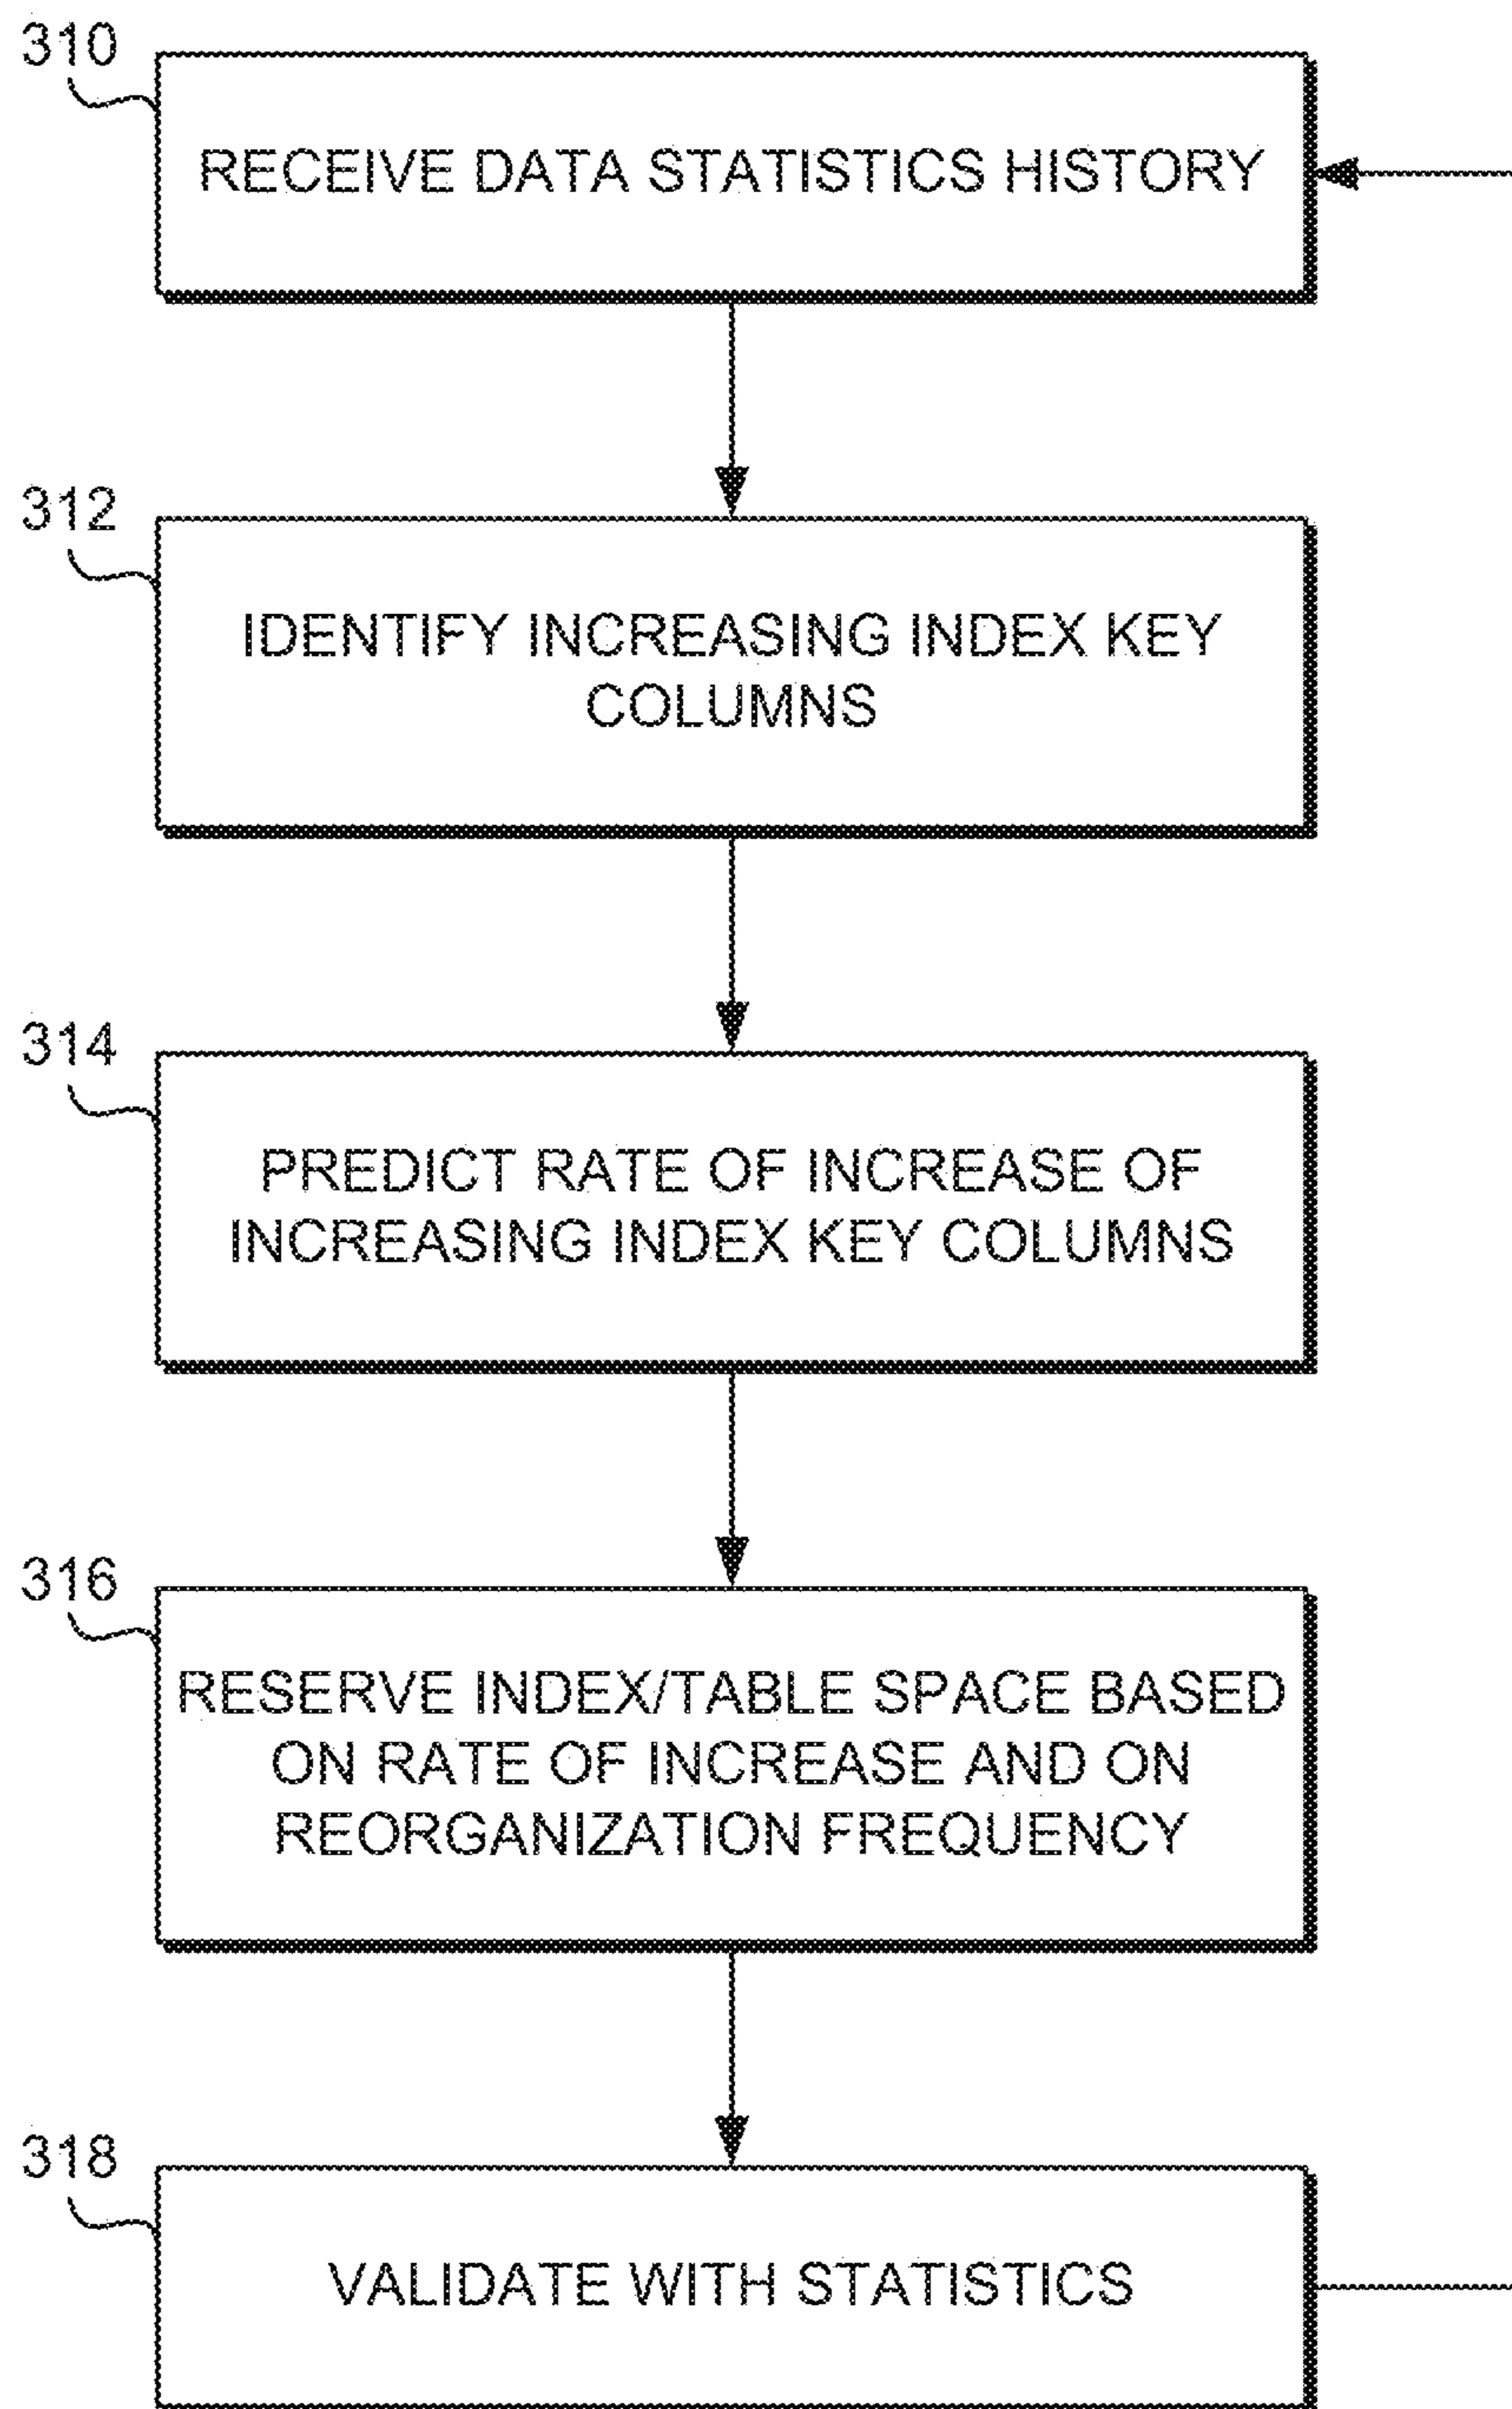 310
RECEIVE DATA STATISTICS HISTORY
312
IDENTIFY INCREASING INDEX KEY
COLUMNS
314
PREDICT RATE OF INCREASE OF
INCREASING INDEX KEY COLUMNS
316
RESERVE INDEX/TABLE SPACE BASED
ON RATE OF INCREASE AND ON
REORGANIZATION FREQUENCY
318
VALIDATE WITH STATISTICS